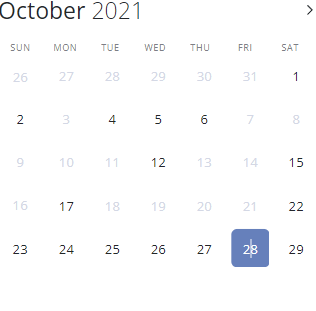 October 2021
SUN MON TUE WED THU FRI SAT
26 27 28 29 30 31 1
2 3 4 5 6 7 8
9 10 11 12 13 14 15
16 17 18 19 20 21 22
23 24 25 26 27 28 29